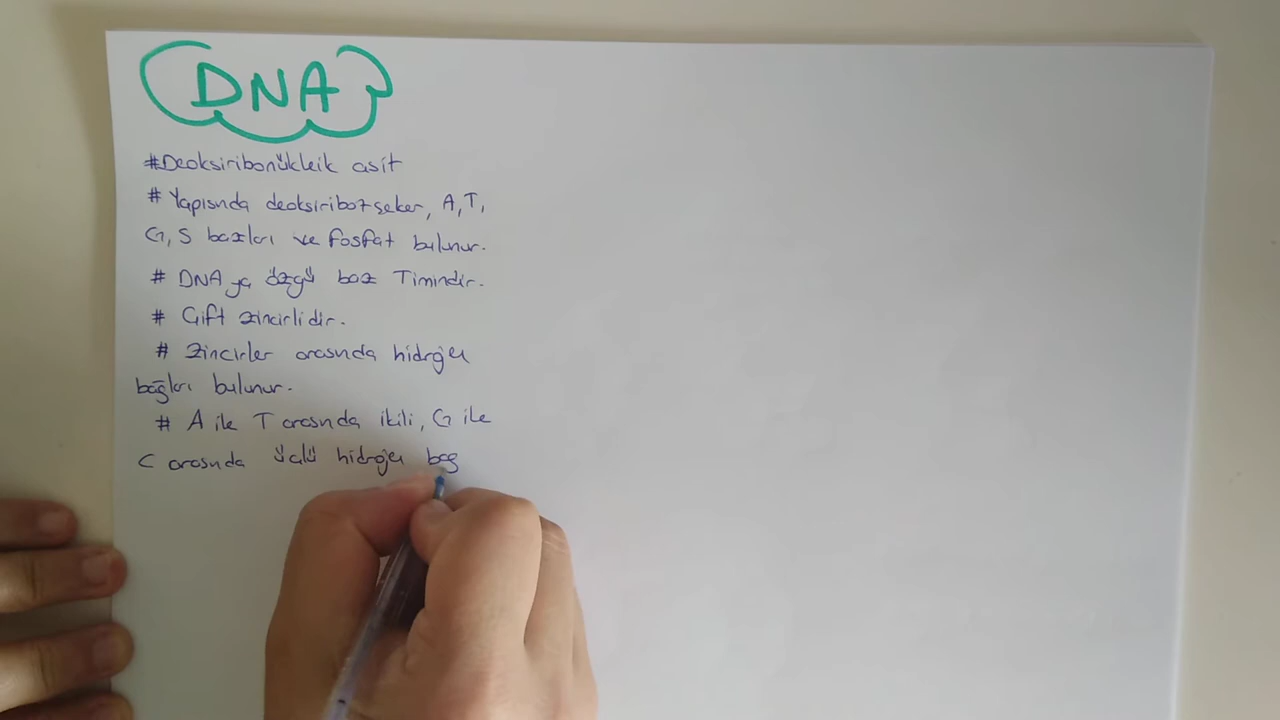 DNA
#Deoksiribonükleik asit
# Yapısında deoksiriboz şeker, A,T,
G,S bazları ve fosfat bulunur.
# DNA ya özgü baz Timindir.
# Çift zincirlidir.
# Zincirler arasında hidrojen
bağları bulunur.
# A ile T arasında ikili, G ile
C arasında üçlü hidrojen bağ